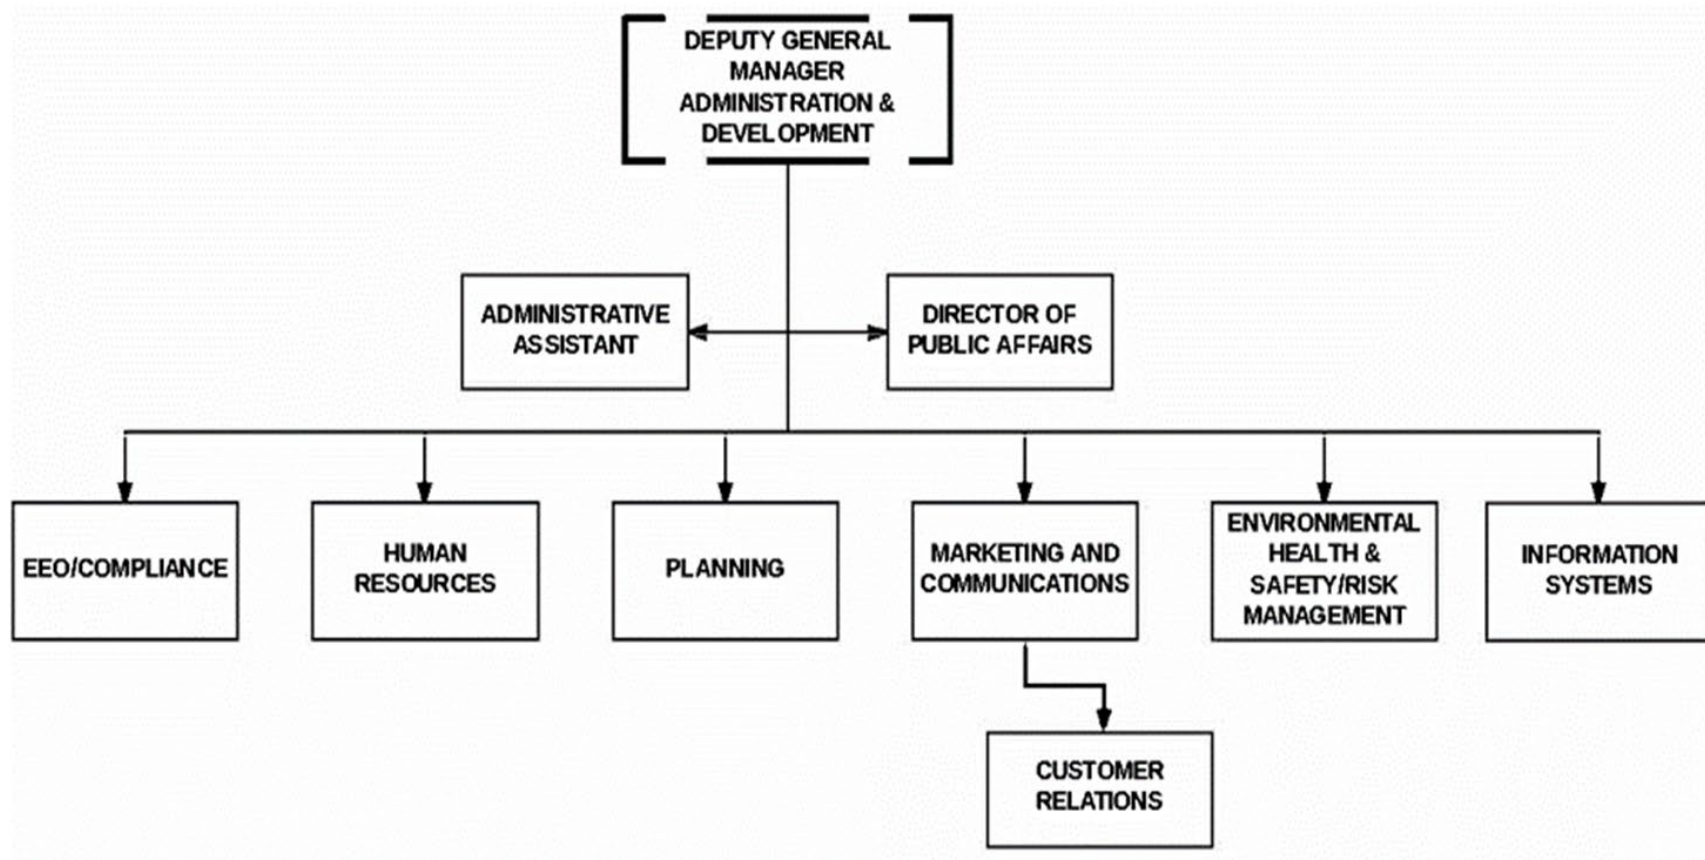 DEPUTY GENERAL
MANAGER
ADMINISTRATION &
DEVELOPMENT
ADMINISTRATIVE
ASSISTANT
DIRECTOR OF
PUBLIC AFFAIRS
EEO/COMPLIANCE
HUMAN
RESOURCES
PLANNING
MARKETING AND
COMMUNICATIONS
ENVIRONMENTAL
HEALTH &
SAFETY/RISK
MANAGEMENT
INFORMATION
SYSTEMS
CUSTOMER
RELATIONS